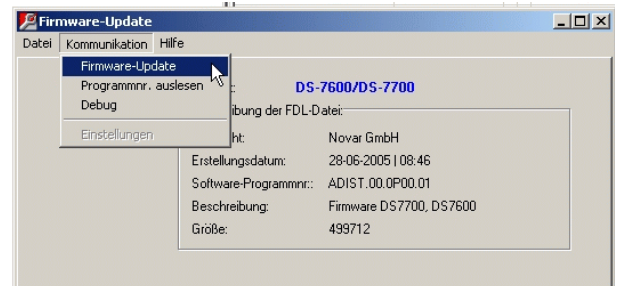 Firmware-Update
Datei Kommunikation Hilfe
Firmware-Update
Programmnr. auslesen
Debug
Einstellungen
DS-7600/DS-7700
ibung der FDL-Datei:
ht: Novar GmbH
Erstellungsdatum: 28-06-2005 | 08:46
Software-Programmnr.: ADIST.00.0P00.01
Beschreibung: Firmware DS7700, DS7600
Größe: 499712